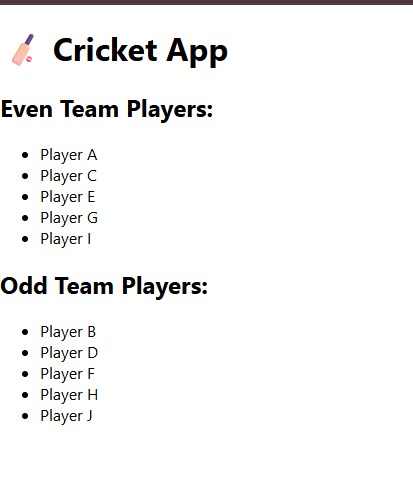 🏏 Cricket App
Even Team Players:
• Player A
• Player C
• Player E
• Player G
• Player I
Odd Team Players:
• Player B
• Player D
• Player F
• Player H
• Player J